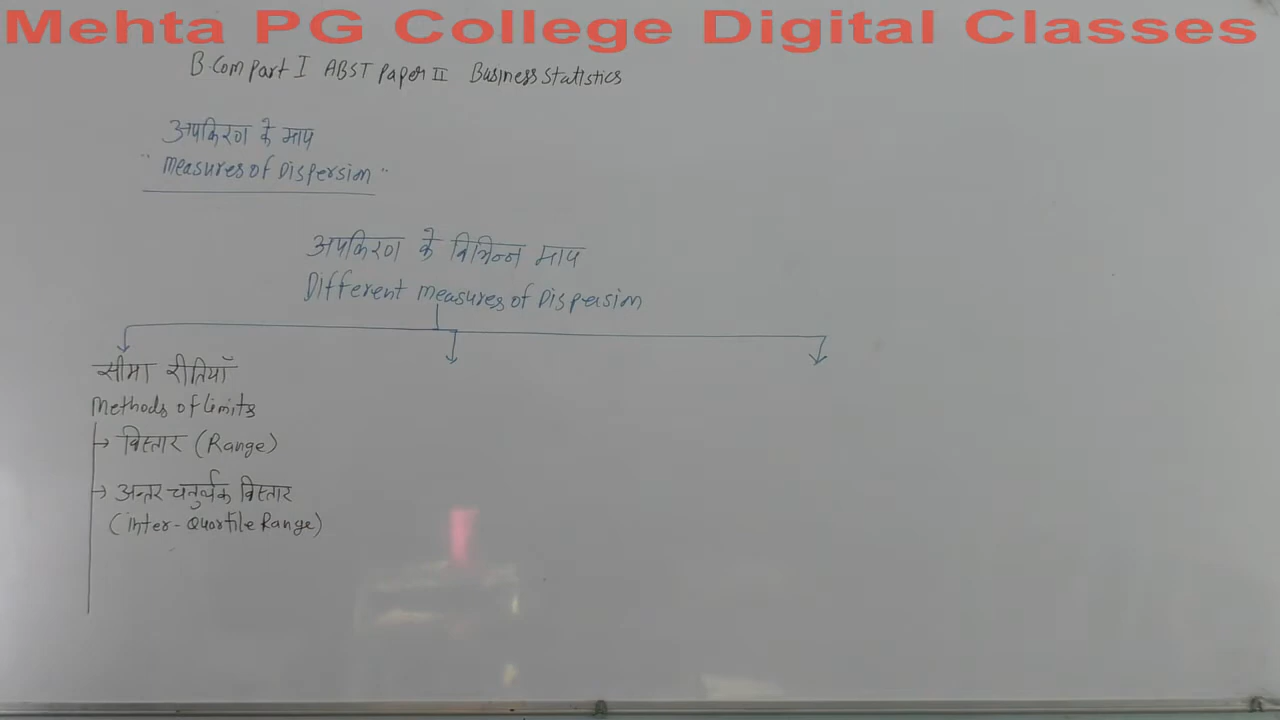 Mehta PG College Digital Classes
B.Com Part I ABST Paper II Business Statistics
अपकिरण के माप
"Measures of Dispersion"
अपकिरण के विभिन्न माप
Different measures of Dispersion
सीमा रीतियाँ
Methods of limits
→ विस्तार (Range)
→ अन्तर चतुर्थक विस्तार
(Inter-Quartile Range)